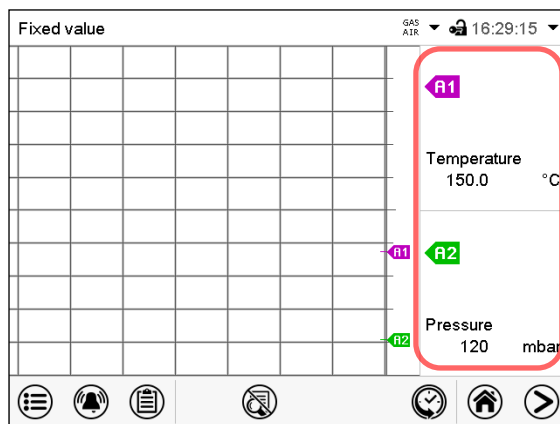 Fixed value
GAS
AIR
16:29:15
A1
Temperature
150.0 °C
A1
A2
Pressure
120 mbar
A2